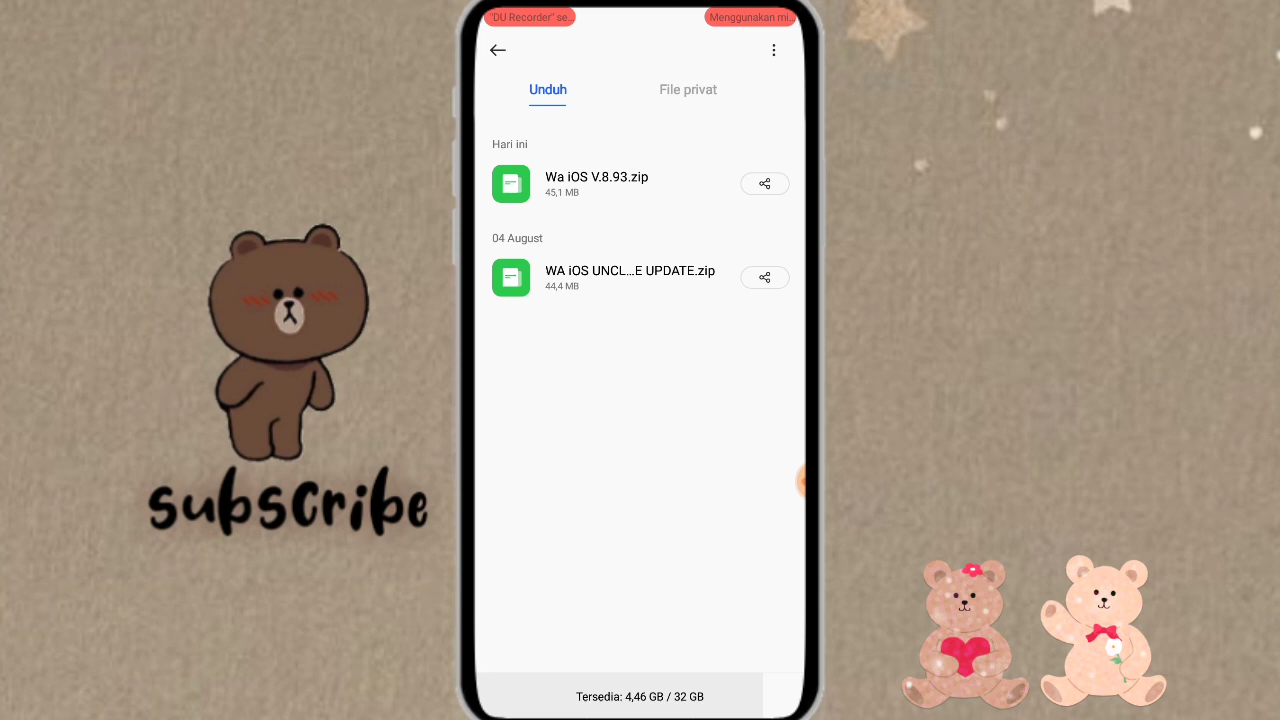 "DU Recorder" se...
Menggunakan mi...
Unduh
File privat
Hari ini
Wa iOS V.8.93.zip
45,1 MB
04 August
WA iOS UNCL...E UPDATE.zip
44,4 MB
subscribe
Tersedia: 4,46 GB / 32 GB